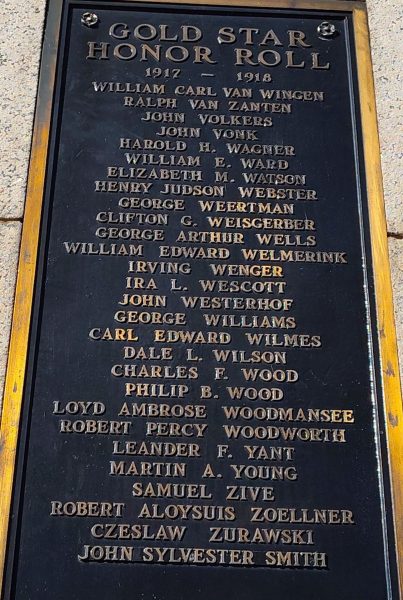 GOLD STAR
HONOR ROLL
1917 — 1918
WILLIAM CARL VAN WINGEN
RALPH VAN ZANTEN
JOHN VOLKERS
JOHN VONK
HAROLD H. WAGNER
WILLIAM E. WARD
ELIZABETH M. WATSON
HENRY JUDSON WEBSTER
GEORGE WEERTMAN
CLIFTON G. WEISGERBER
GEORGE ARTHUR WELLS
WILLIAM EDWARD WELMERINK
IRVING WENGER
IRA L. WESCOTT
JOHN WESTERHOF
GEORGE WILLIAMS
CARL EDWARD WILMES
DALE L. WILSON
CHARLES F. WOOD
PHILIP B. WOOD
LOYD AMBROSE WOODMANSEE
ROBERT PERCY WOODWORTH
LEANDER F. YANT
MARTIN A. YOUNG
SAMUEL ZIVE
ROBERT ALOYSUIS ZOELLNER
CZESLAW ZURAWSKI
JOHN SYLVESTER SMITH